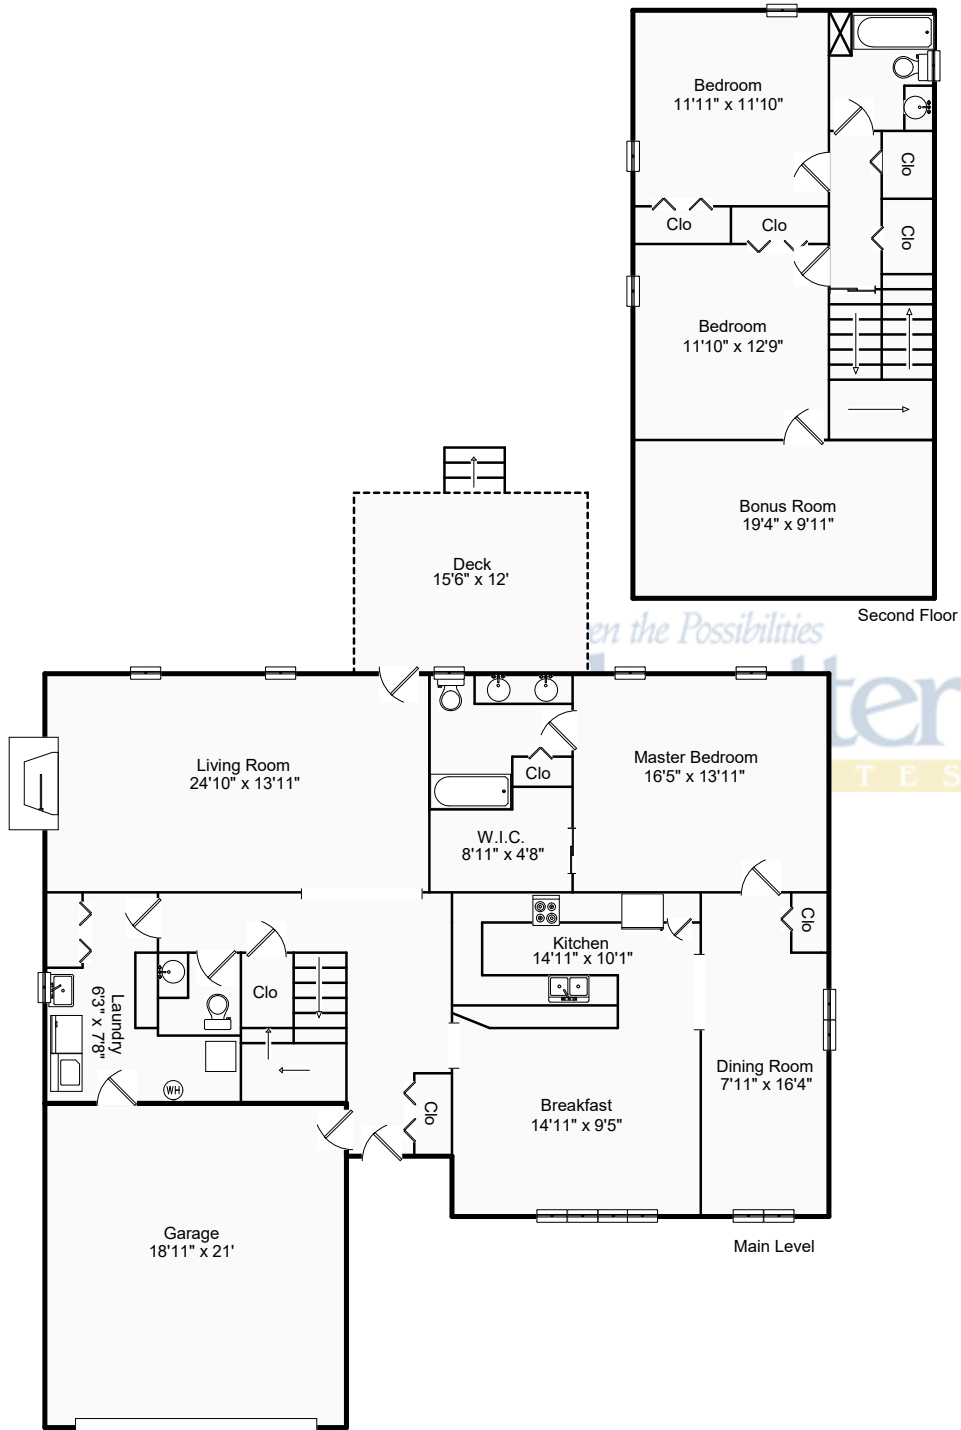 Bedroom
11'11" x 11'10"
Clo
Clo
Clo
Clo
Bedroom
11'10" x 12'9"
Bonus Room
19'4" x 9'11"
Second Floor
Deck
15'6" x 12'
the Possibilities
Living Room
24'10" x 13'11"
Clo
Master Bedroom
16'5" x 13'11"
W.I.C.
8'11" x 4'8"
Kitchen
14'11" x 10'1"
Clo
Clo
Laundry
6'3" x 7'8"
WH
Dining Room
7'11" x 16'4"
Breakfast
14'11" x 9'5"
Clo
Garage
18'11" x 21'
Main Level